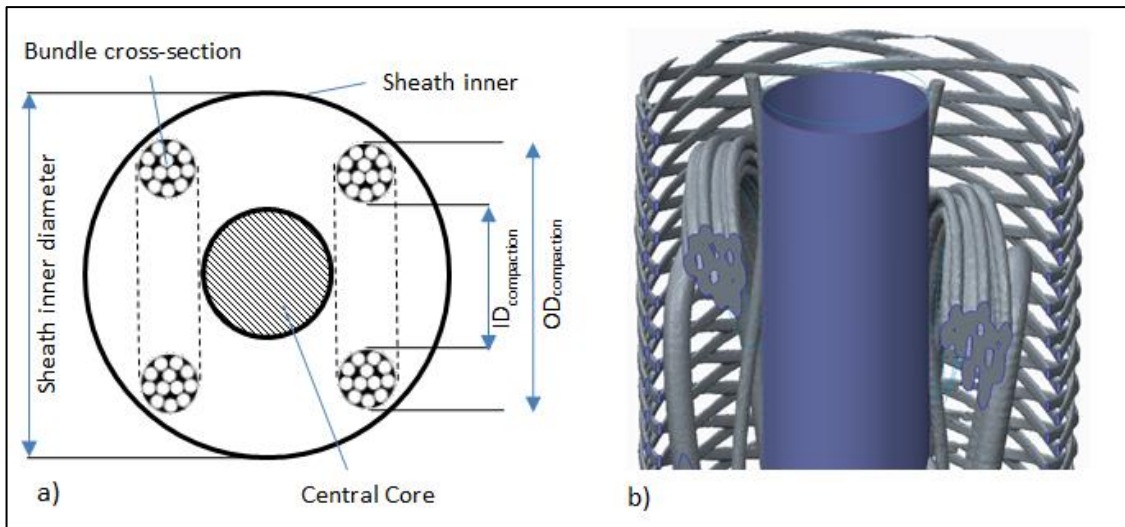 Bundle cross-section
Sheath inner
Sheath inner diameter
IDcompaction
ODcompaction
Central Core
a)
b)